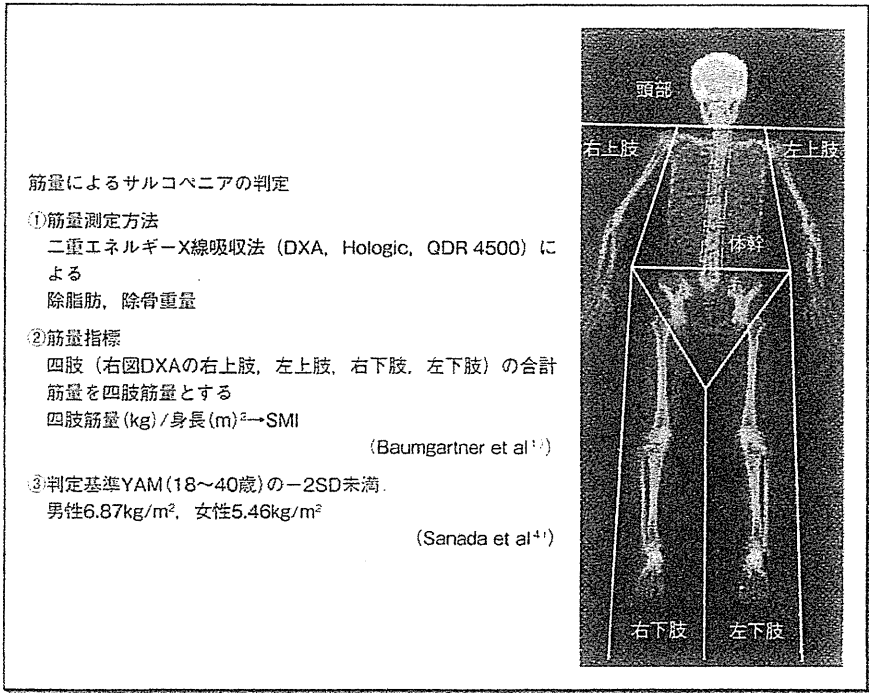 筋量によるサルコペニアの判定
①筋量測定方法
二重エネルギーX線吸収法(DXA, Hologic, QDR 4500)に
よる
除脂肪,除骨重量
②筋量指標
四肢(右図DXAの右上肢,左上肢,右下肢,左下肢)の合計
筋量を四肢筋量とする
四肢筋量(kg)/身長(m)²→SMI
(Baumgartner et al¹⁾)
③判定基準YAM(18〜40歳)の−2SD未満.
男性6.87kg/m²,女性5.46kg/m²
(Sanada et al⁴⁾)
頭部
右上肢
左上肢
体幹
右下肢
左下肢